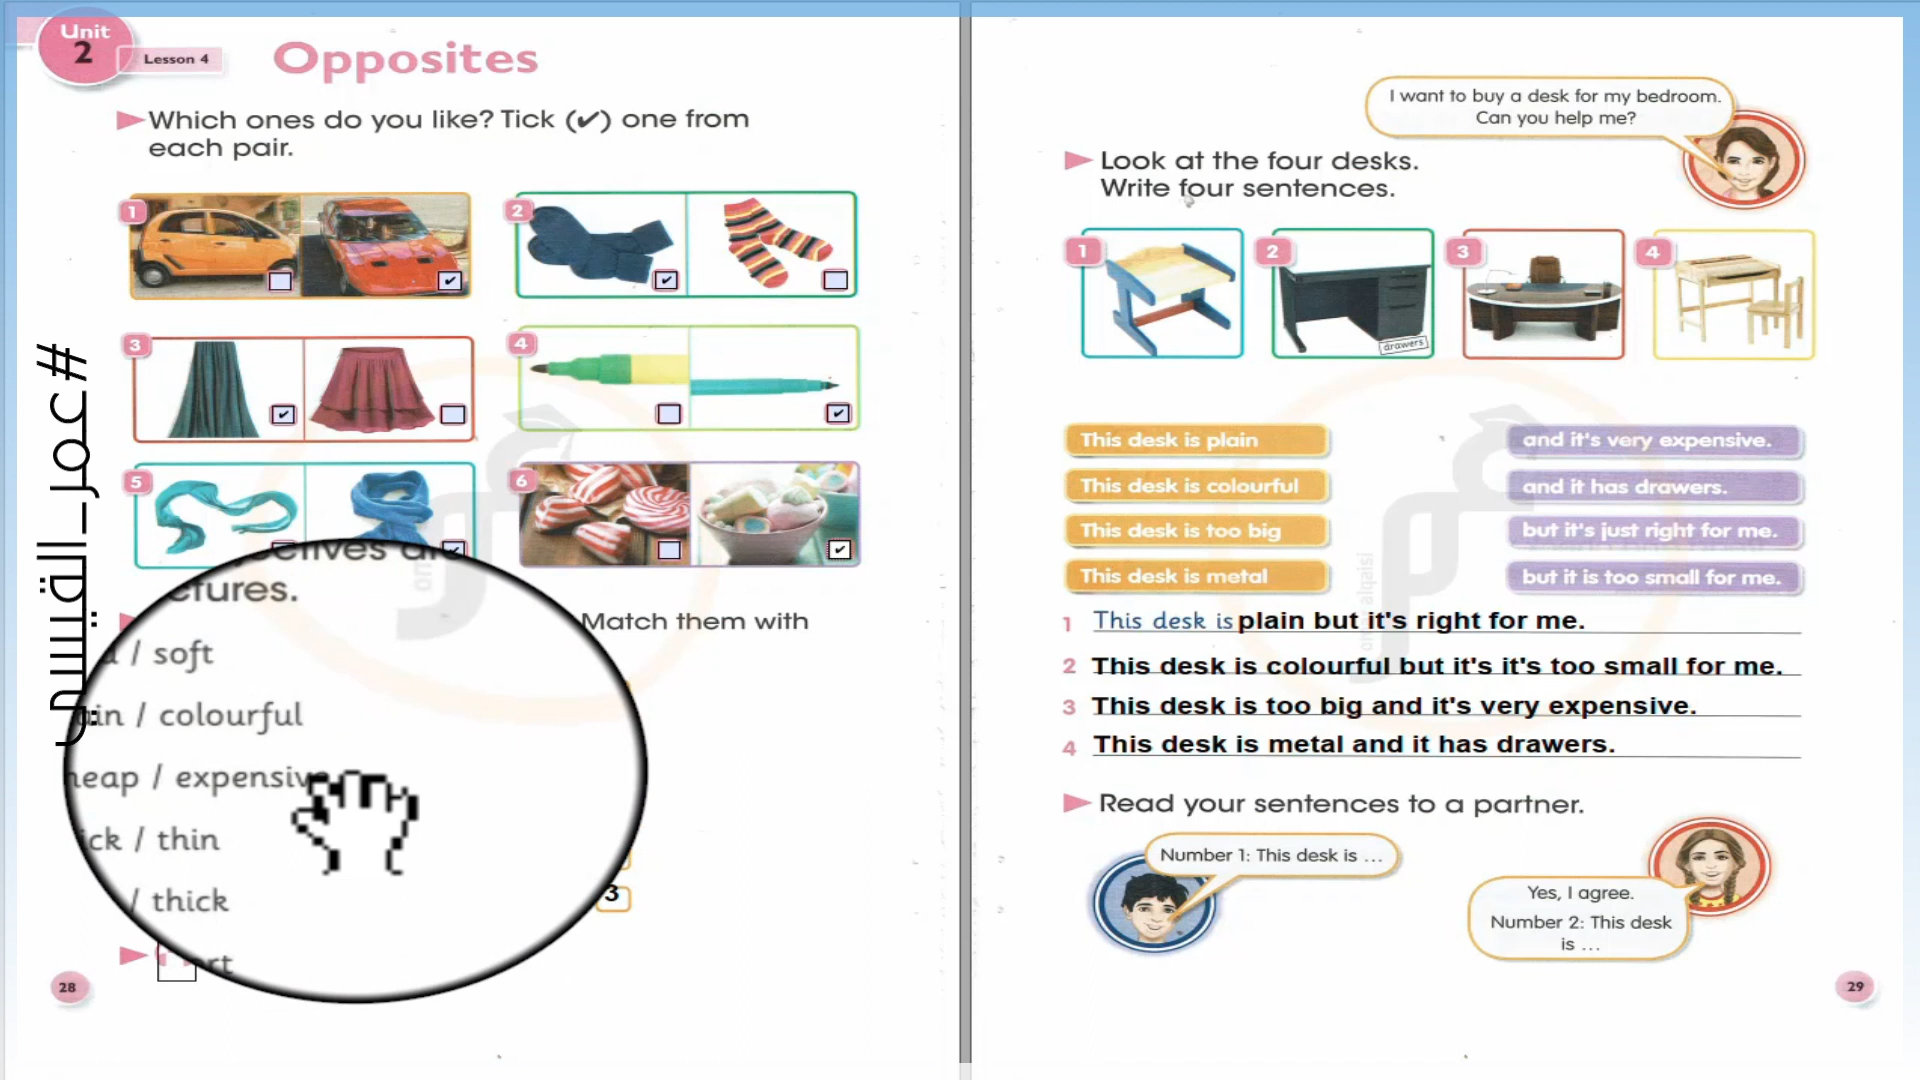 Unit
2
Lesson 4
Opposites
Which ones do you like? Tick (✔) one from
each pair.
1
2
3
4
5
6
#عمر_القيسي
Match them with
ctures.
/ soft
/ colourful
/ expensive
/ thin
/ thick
3
28
I want to buy a desk for my bedroom.
Can you help me?
Look at the four desks.
Write four sentences.
1
2
3
4
drawers
This desk is plain
and it's very expensive.
This desk is colourful
and it has drawers.
This desk is too big
but it's just right for me.
This desk is metal
but it is too small for me.
1 This desk is plain but it's right for me.
2 This desk is colourful but it's it's too small for me.
3 This desk is too big and it's very expensive.
4 This desk is metal and it has drawers.
Read your sentences to a partner.
Number 1: This desk is ...
Yes, I agree.
Number 2: This desk
is ...
29